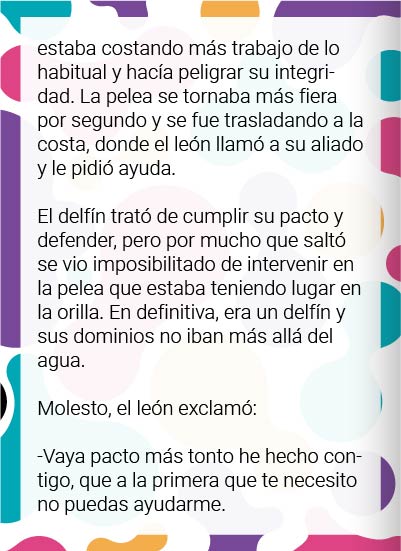 estaba costando más trabajo de lo
habitual y hacía peligrar su integri-
dad. La pelea se tornaba más fiera
por segundo y se fue trasladando a la
costa, donde el león llamó a su aliado
y le pidió ayuda.
El delfín trató de cumplir su pacto y
defender, pero por mucho que saltó
se vio imposibilitado de intervenir en
la pelea que estaba teniendo lugar en
la orilla. En definitiva, era un delfín y
sus dominios no iban más allá del
agua.
Molesto, el león exclamó:
-Vaya pacto más tonto he hecho con-
tigo, que a la primera que te necesito
no puedas ayudarme.